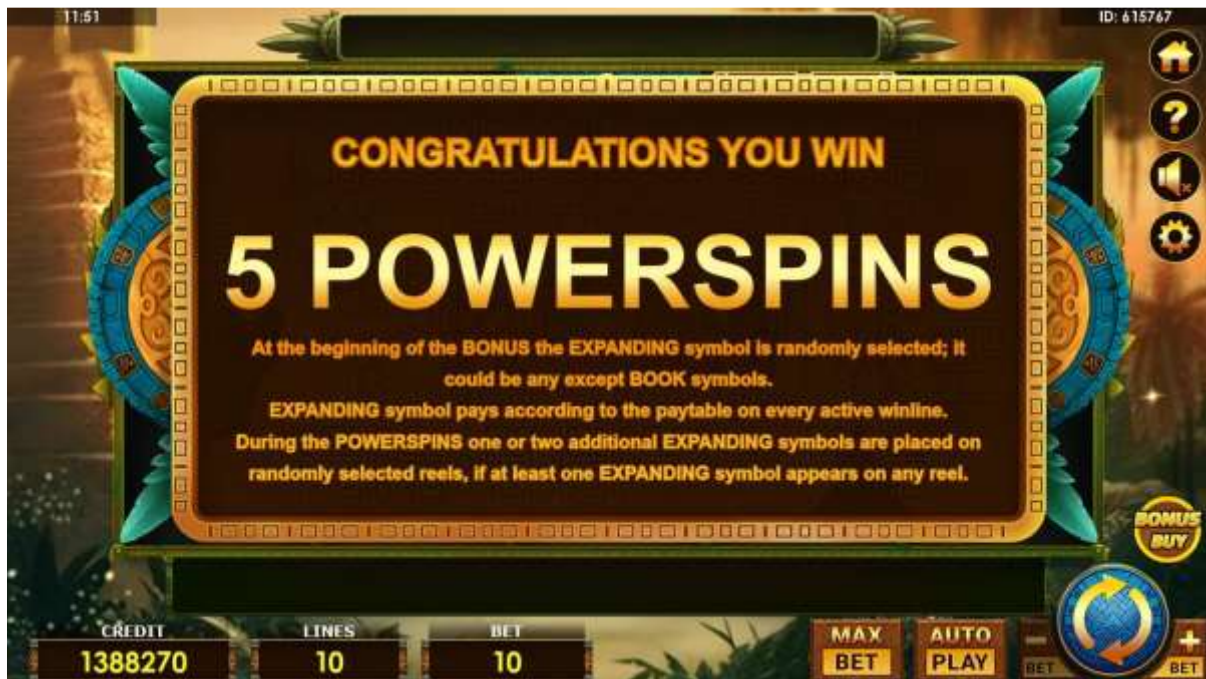 11:51
ID: 615767
CONGRATULATIONS YOU WIN
5 POWERSPINS
At the beginning of the BONUS the EXPANDING symbol is randomly selected; it
could be any except BOOK symbols.
EXPANDING symbol pays according to the paytable on every active winline.
During the POWERSPINS one or two additional EXPANDING symbols are placed on
randomly selected reels, if at least one EXPANDING symbol appears on any reel.
BONUS
BUY
CREDIT
1388270
LINES
10
BET
10
MAX
BET
AUTO
PLAY
-
BET
+
BET